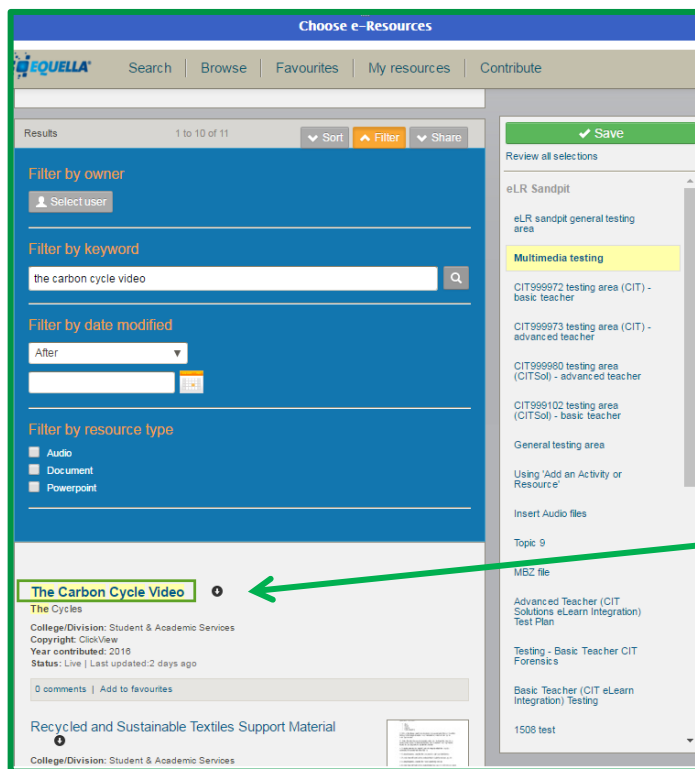 Choose e-Resources
EQUELLA
Search
Browse
Favourites
My resources
Contribute
Results
1 to 10 of 11
Sort
Filter
Share
Filter by owner
Select user
Filter by keyword
the carbon cycle video
Filter by date modified
After
Filter by resource type
Audio
Document
Powerpoint
The Carbon Cycle Video
The Cycles
College/Division: Student & Academic Services
Copyright: ClickView
Year contributed: 2016
Status: Live | Last updated:2 days ago
0 comments | Add to favourites
Recycled and Sustainable Textiles Support Material
College/Division: Student & Academic Services
Save
Review all selections
eLR Sandpit
eLR sandpit general testing
area
Multimedia testing
CIT999972 testing area (CIT) -
basic teacher
CIT999973 testing area (CIT) -
advanced teacher
CIT999980 testing area
(CITSol) - advanced teacher
CIT999102 testing area
(CITSol) - basic teacher
General testing area
Using 'Add an Activity or
Resource'
Insert Audio files
Topic 9
MBZ file
Advanced Teacher (CIT
Solutions eLearn Integration)
Test Plan
Testing - Basic Teacher CIT
Forensics
Basic Teacher (CIT eLearn
Integration) Testing
1508 test